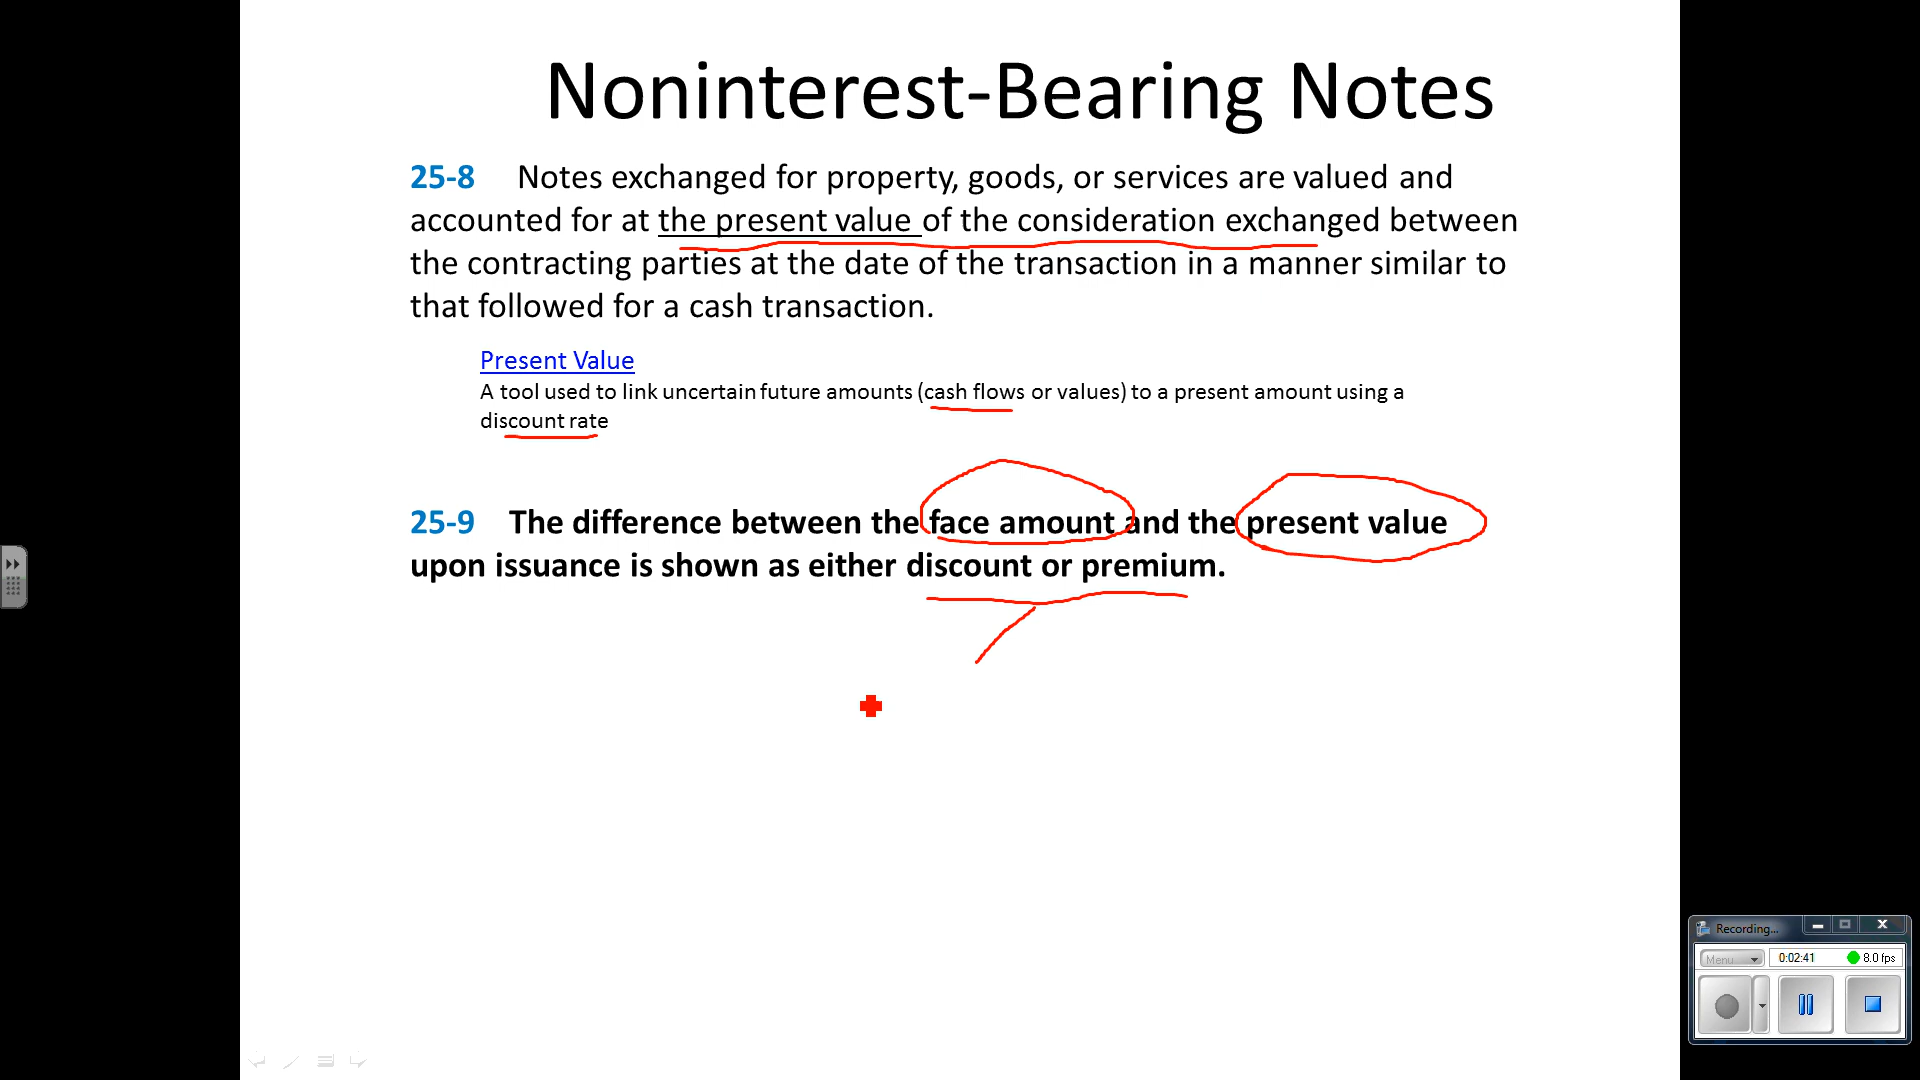 Noninterest-Bearing Notes
25-8 Notes exchanged for property, goods, or services are valued and
accounted for at the present value of the consideration exchanged between
the contracting parties at the date of the transaction in a manner similar to
that followed for a cash transaction.
Present Value
A tool used to link uncertain future amounts (cash flows or values) to a present amount using a
discount rate
25-9 The difference between the face amount and the present value
upon issuance is shown as either discount or premium.
Recording...
Menu 0:02:41 8.0 fps